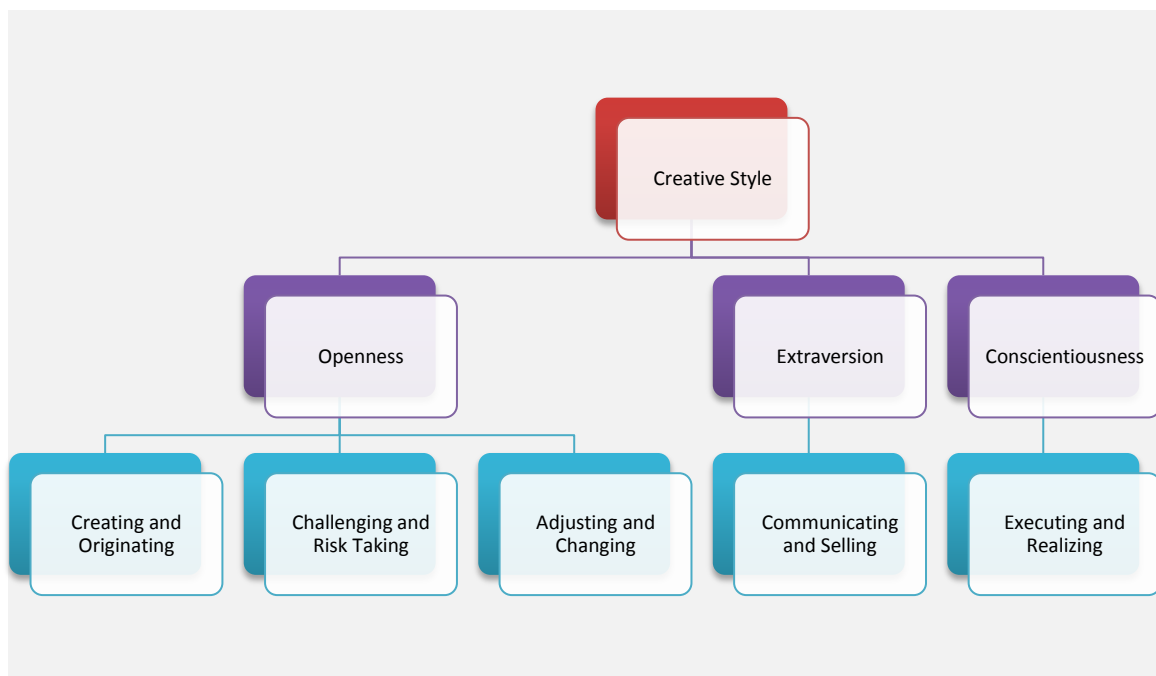 Creative Style
Openness
Extraversion
Conscientiousness
Creating and
Originating
Challenging and
Risk Taking
Adjusting and
Changing
Communicating
and Selling
Executing and
Realizing